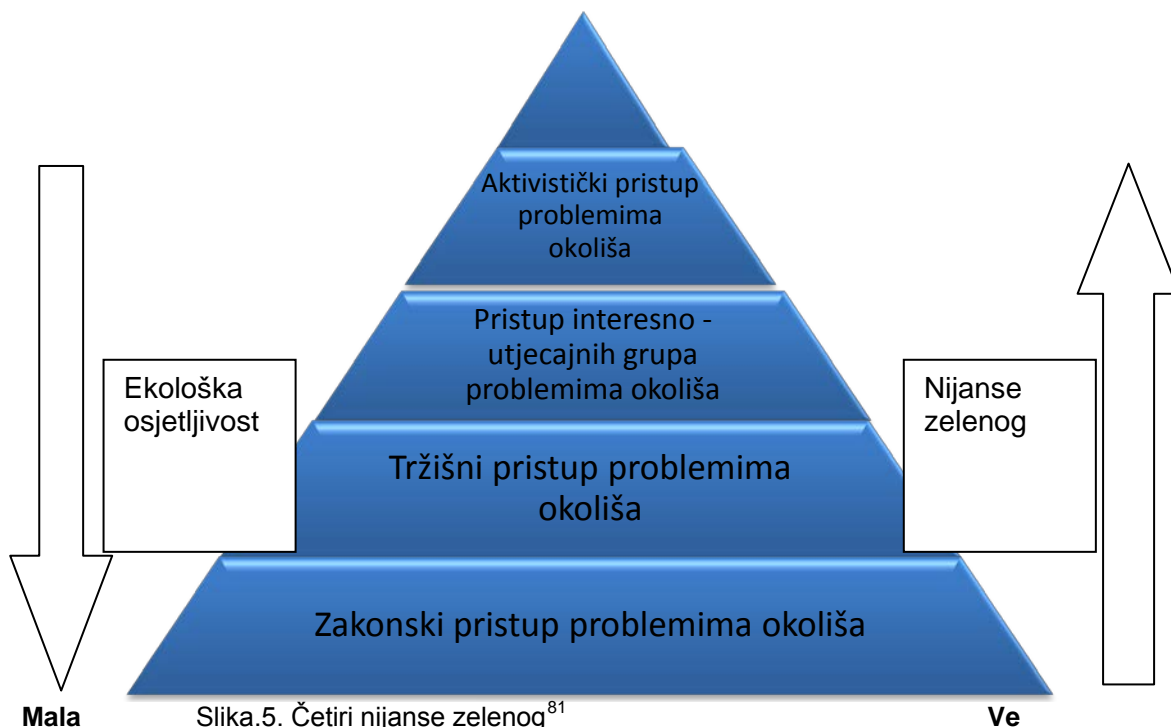 Aktivistički pristup
problemima
okoliša
Pristup interesno -
utjecajnih grupa
problemima okoliša
Ekološka
osjetljivost
Nijanse
zelenog
Tržišni pristup problemima
okoliša
Zakonski pristup problemima okoliša
Mala Slika.5. Četiri nijanse zelenog81 Ve